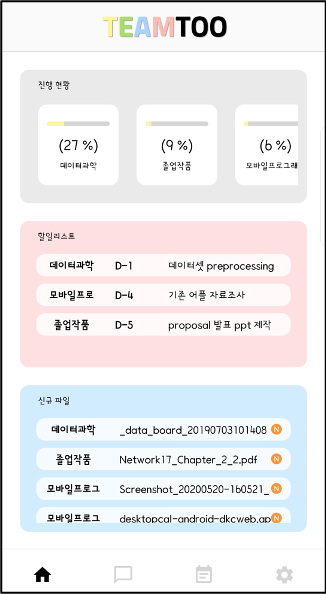 TEAMTOO
진행 현황
(27 %)
데이터과학
(9 %)
졸업작품
(6 %)
모바일프로그래
할일리스트
데이터과학 D-1 데이터셋 preprocessing
모바일프로 D-4 기존 어플 자료조사
졸업작품 D-5 proposal 발표 ppt 제작
신규 파일
데이터과학 _data_board_20190703101408 N
졸업작품 Network17_Chapter_2_2.pdf N
모바일프로그 Screenshot_20200520-160521_ N
모바일프로그 desktopcal-android-dkcweb.ap N